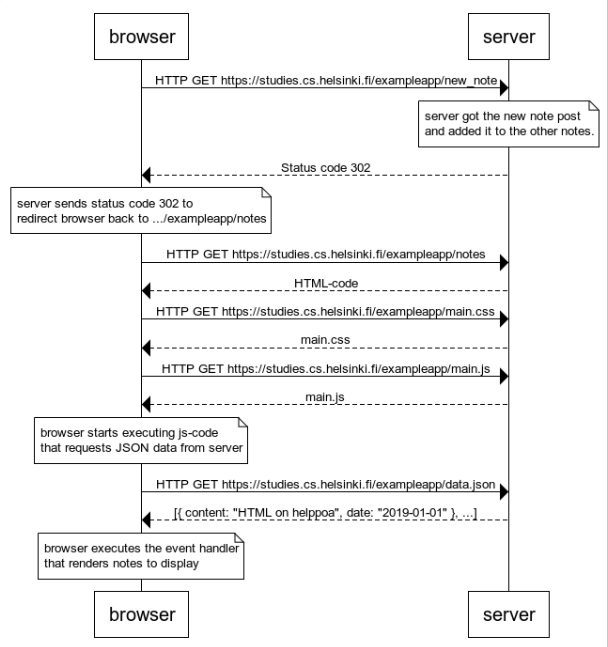 browser
server
HTTP GET https://studies.cs.helsinki.fi/exampleapp/new_note
server got the new note post
and added it to the other notes.
Status code 302
server sends status code 302 to
redirect browser back to .../exampleapp/notes
HTTP GET https://studies.cs.helsinki.fi/exampleapp/notes
HTML-code
HTTP GET https://studies.cs.helsinki.fi/exampleapp/main.css
main.css
HTTP GET https://studies.cs.helsinki.fi/exampleapp/main.js
main.js
browser starts executing js-code
that requests JSON data from server
HTTP GET https://studies.cs.helsinki.fi/exampleapp/data.json
[{ content: "HTML on helppoa", date: "2019-01-01" }, ...]
browser executes the event handler
that renders notes to display
browser
server